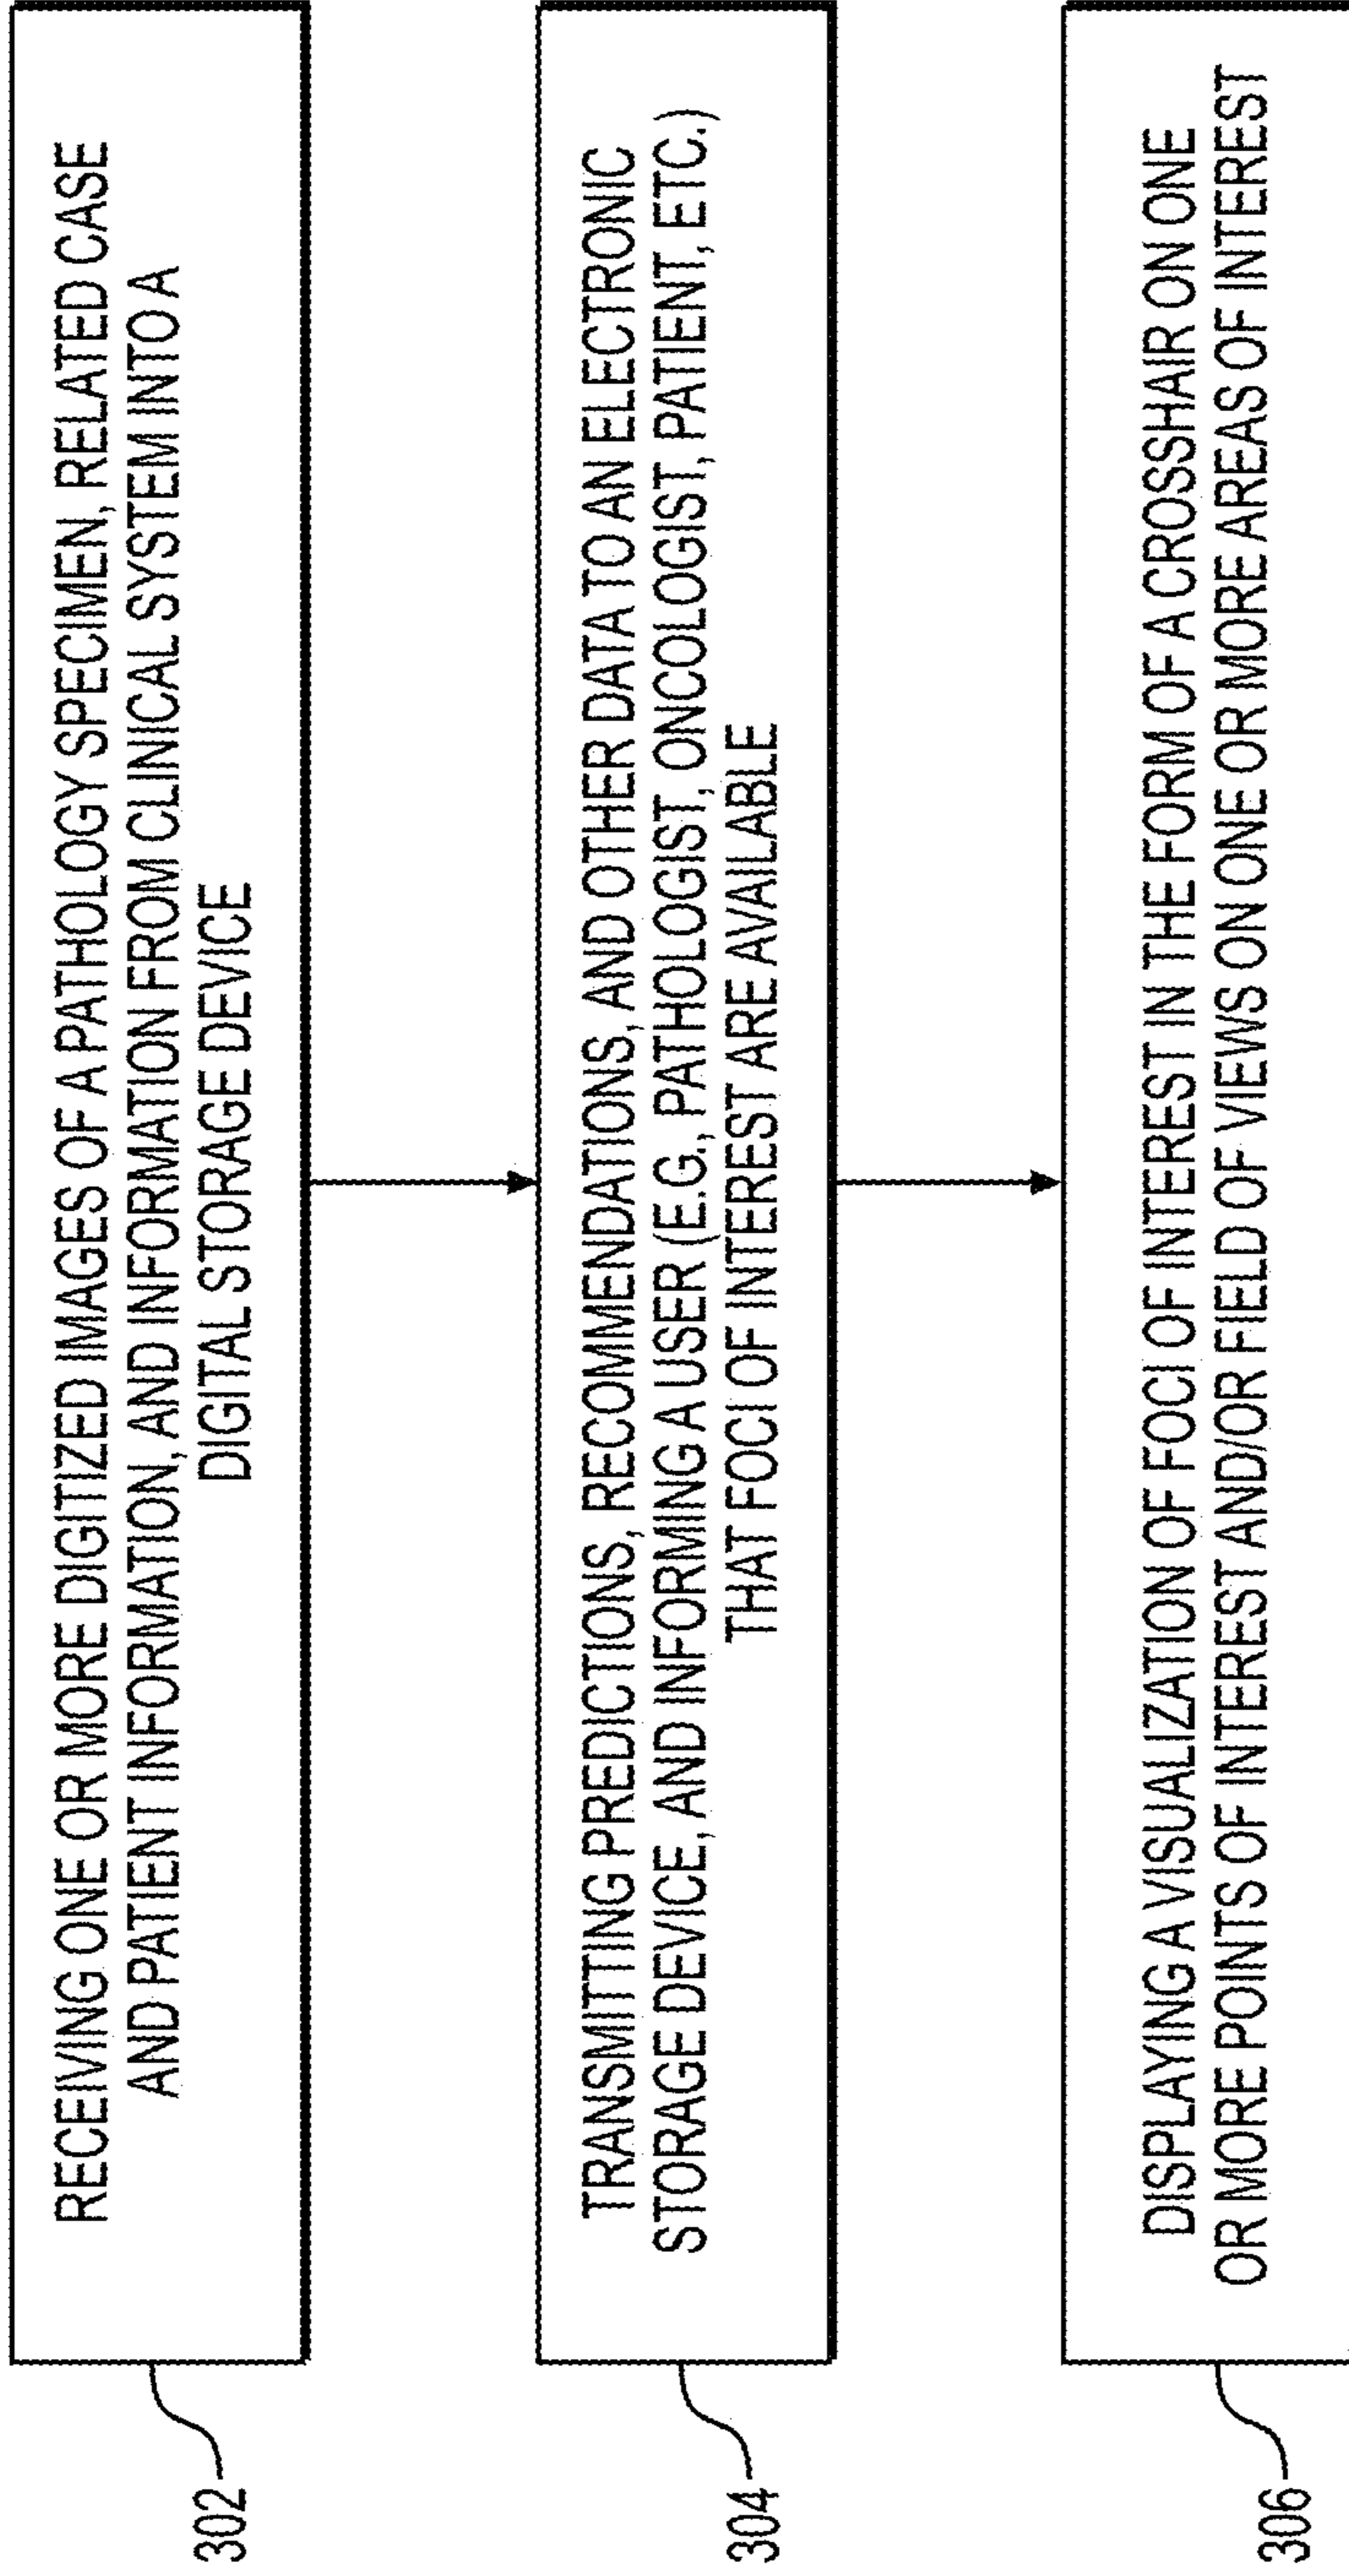 RECEIVING ONE OR MORE DIGITIZED IMAGES OF A PATHOLOGY SPECIMEN, RELATED CASE
AND PATIENT INFORMATION, AND INFORMATION FROM CLINICAL SYSTEM INTO A
DIGITAL STORAGE DEVICE
302
TRANSMITTING PREDICTIONS, RECOMMENDATIONS, AND OTHER DATA TO AN ELECTRONIC
STORAGE DEVICE, AND INFORMING A USER (E.G., PATHOLOGIST, ONCOLOGIST, PATIENT, ETC.)
THAT FOCI OF INTEREST ARE AVAILABLE
304
DISPLAYING A VISUALIZATION OF FOCI OF INTEREST IN THE FORM OF A CROSSHAIR ON ONE
OR MORE POINTS OF INTEREST AND/OR FIELD OF VIEWS ON ONE OR MORE AREAS OF INTEREST
306